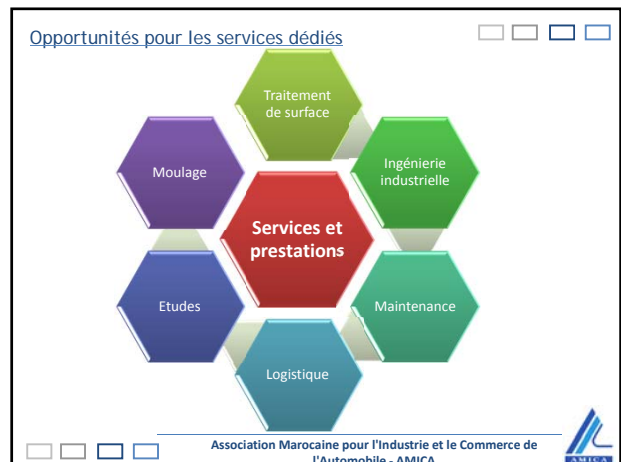 Opportunités pour les services dédiés
Traitement
de surface
Moulage
Ingénierie
industrielle
Services et
prestations
Etudes
Maintenance
Logistique
Association Marocaine pour l'Industrie et le Commerce de
l'Automobile - AMICA
AMICA